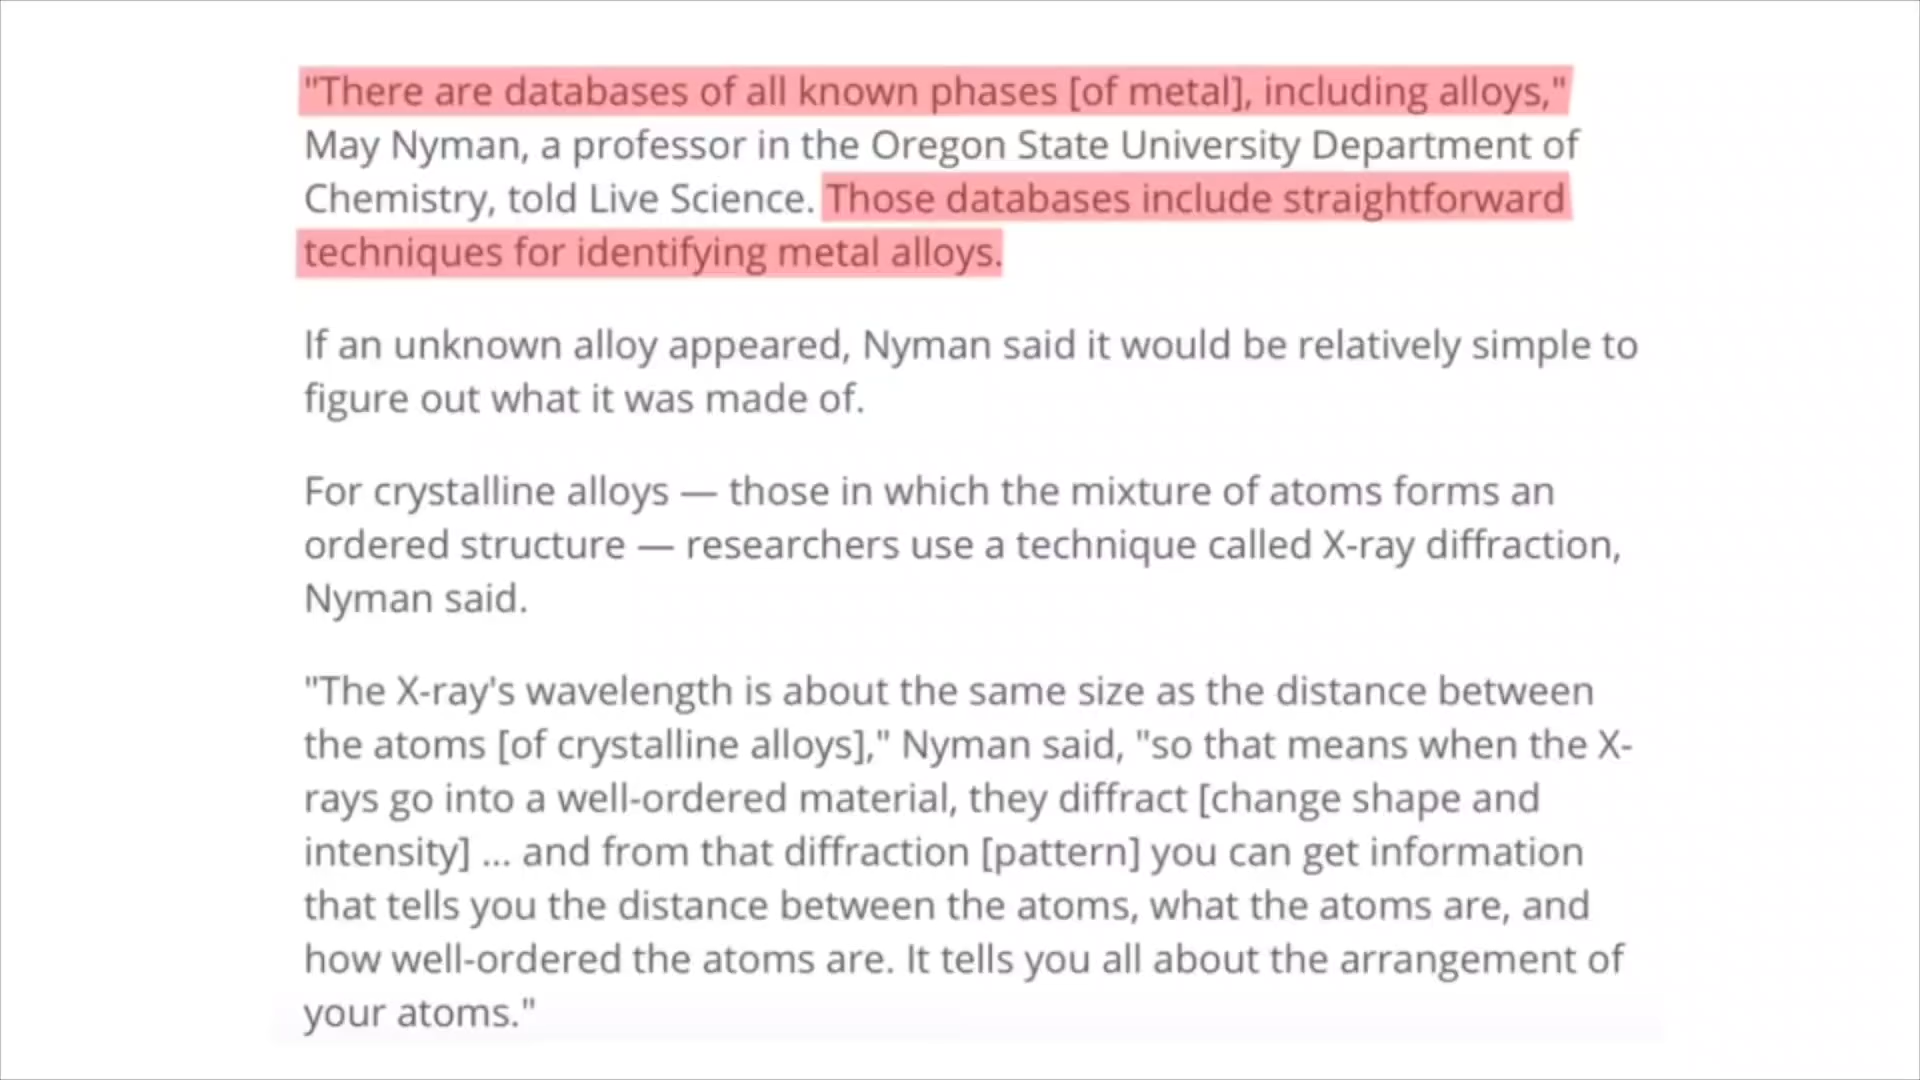 "There are databases of all known phases [of metal], including alloys,"
May Nyman, a professor in the Oregon State University Department of
Chemistry, told Live Science. Those databases include straightforward
techniques for identifying metal alloys.
If an unknown alloy appeared, Nyman said it would be relatively simple to
figure out what it was made of.
For crystalline alloys — those in which the mixture of atoms forms an
ordered structure — researchers use a technique called X-ray diffraction,
Nyman said.
"The X-ray's wavelength is about the same size as the distance between
the atoms [of crystalline alloys]," Nyman said, "so that means when the X-
rays go into a well-ordered material, they diffract [change shape and
intensity] ... and from that diffraction [pattern] you can get information
that tells you the distance between the atoms, what the atoms are, and
how well-ordered the atoms are. It tells you all about the arrangement of
your atoms."